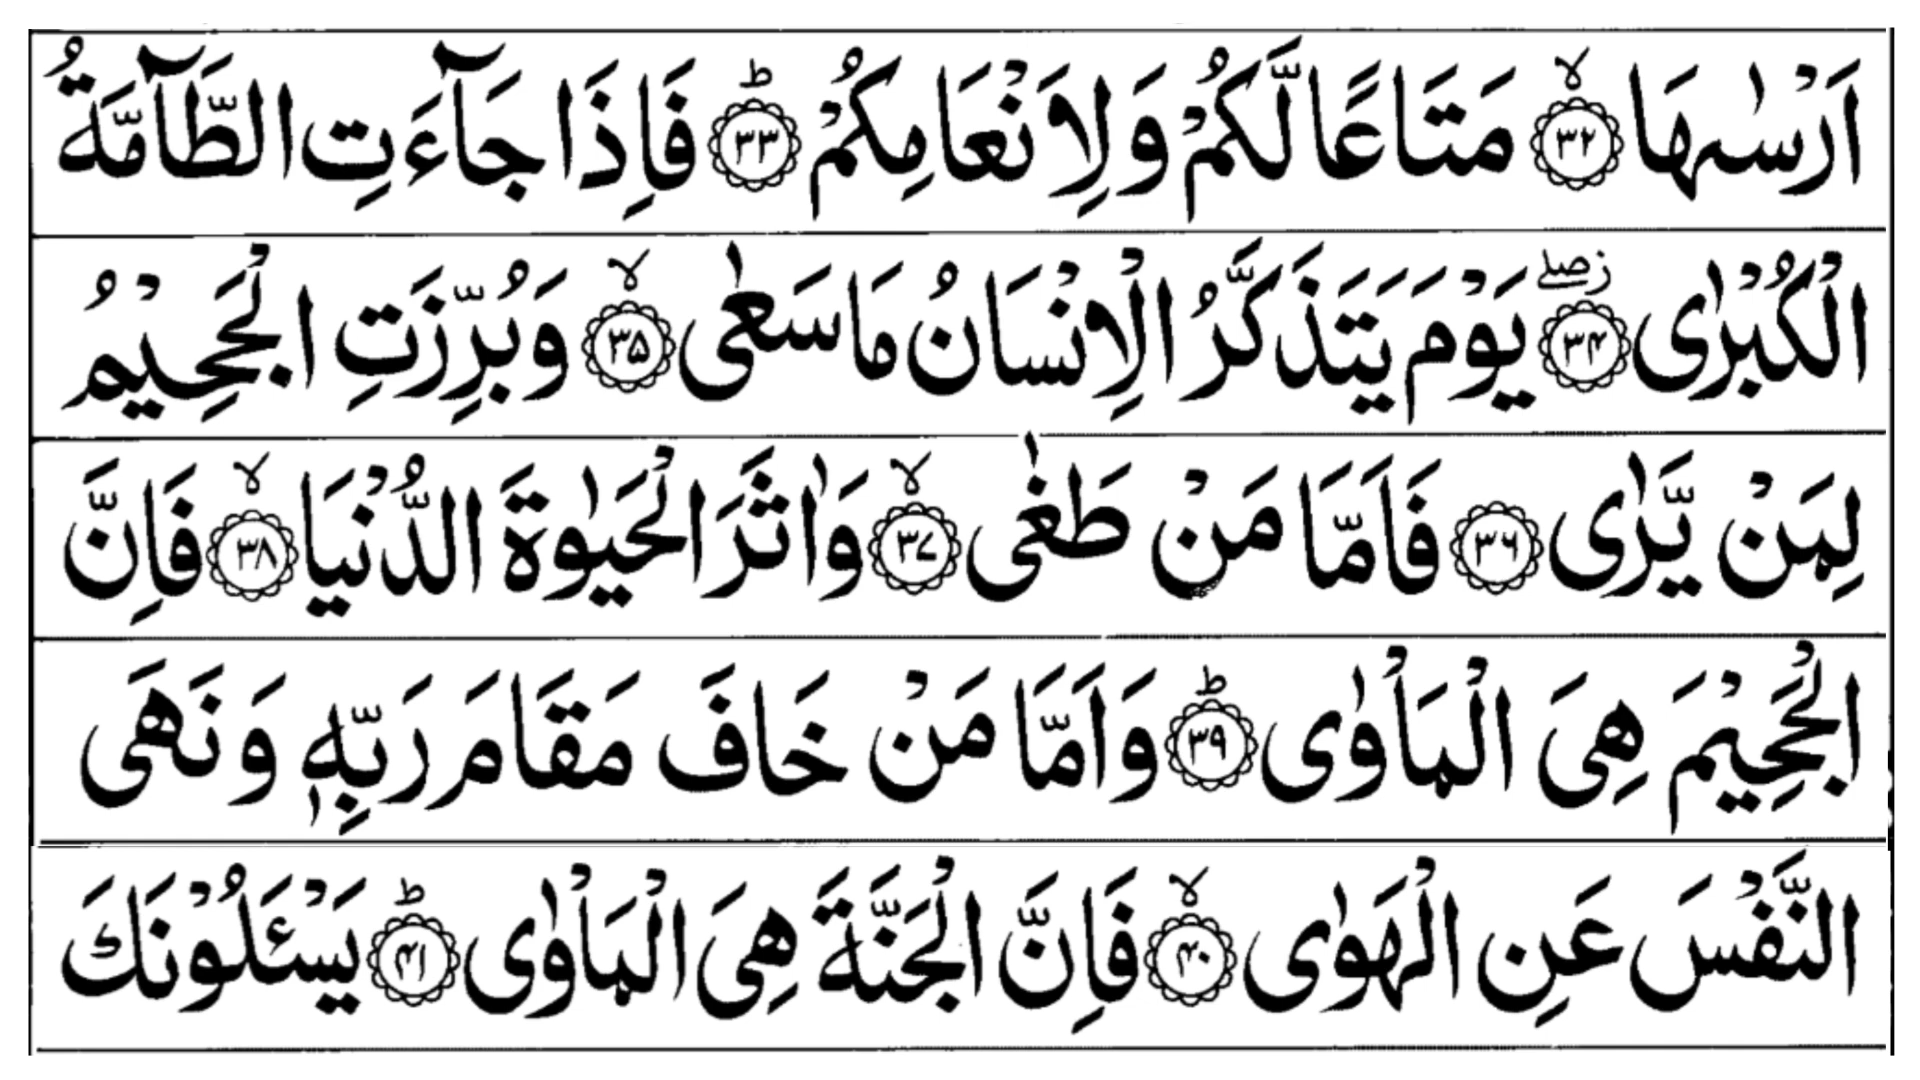 اَرْسٰىهَا ﴿۳۲﴾ۙ مَتَاعًا لَّكُمْ وَلِاَنْعَامِكُمْ ﴿۳۳﴾ؕ فَاِذَا جَآءَتِ الطَّآمَّةُ
الْكُبْرٰى ﴿۳۴﴾ۖز يَوْمَ يَتَذَكَّرُ الْاِنْسَانُ مَا سَعٰى ﴿۳۵﴾ۙ وَبُرِّزَتِ الْجَحِيْمُ
لِمَنْ يَّرٰى ﴿۳۶﴾ فَاَمَّا مَنْ طَغٰى ﴿۳۷﴾ۙ وَاٰثَرَ الْحَيٰوةَ الدُّنْيَا ﴿۳۸﴾ۙ فَاِنَّ
الْجَحِيْمَ هِىَ الْمَاْوٰى ﴿۳۹﴾ؕ وَاَمَّا مَنْ خَافَ مَقَامَ رَبِّهٖ وَنَهَى
النَّفْسَ عَنِ الْهَوٰى ﴿۴۰﴾ۙ فَاِنَّ الْجَنَّةَ هِىَ الْمَاْوٰى ﴿۴۱﴾ؕ يَسْئَلُوْنَكَ